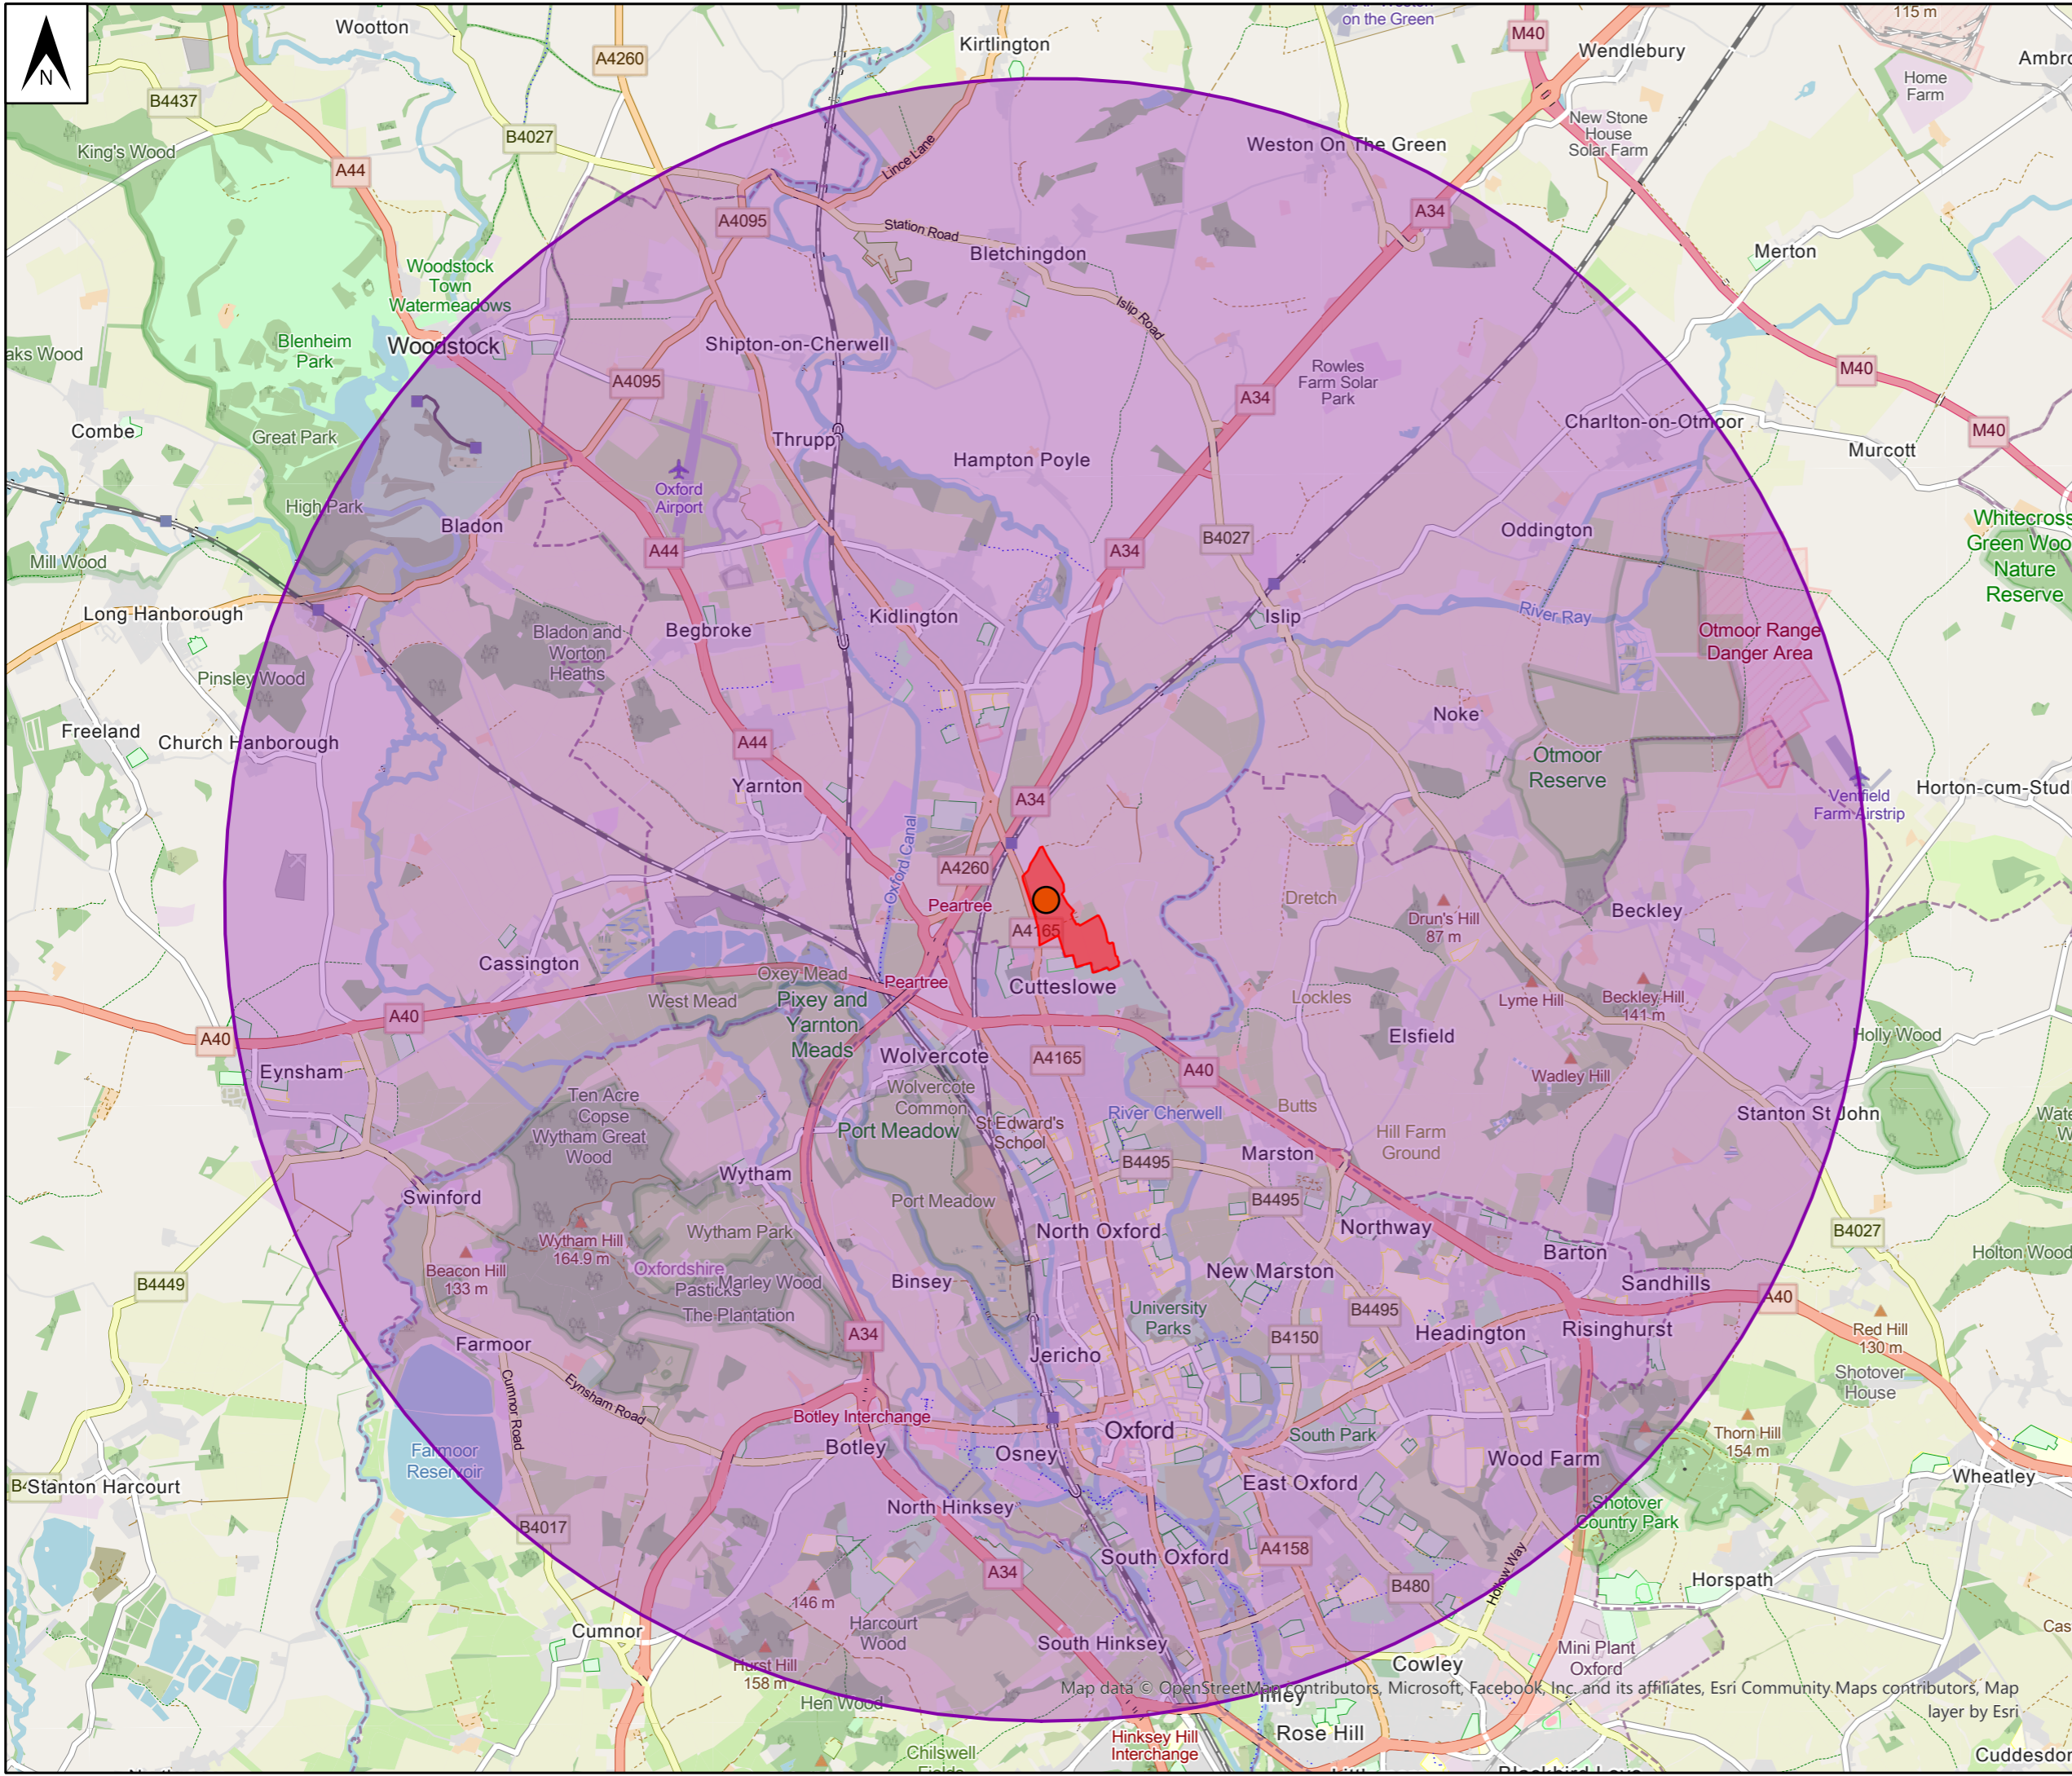 on the Green
115 m
Wootton
Kirtlington
M40
Wendlebury
Ambro
N
A4260
Home
Farm
B4437
B4027
New Stone
House
Solar Farm
King's Wood
A44
Lince Lane
Weston On The Green
A4095
A34
Station Road
Bletchingdon
Merton
Woodstock
Town
Watermeadows
Islip Road
Blenheim
Park
Woodstock
Shipton-on-Cherwell
aks Wood
A4095
Rowles
Farm Solar
Park
M40
A34
Combe
Great Park
Thrupp
Charlton-on-Otmoor
M40
Murcott
Hampton Poyle
Oxford
Airport
High Park
Bladon
A44
A34
B4027
Oddington
Whitecross
Green Woo
Nature
Reserve
Mill Wood
Long Hanborough
Kidlington
Islip
River Ray
Begbroke
Bladon and
Worton
Heaths
Otmoor Range
Danger Area
Pinsley Wood
Noke
Freeland
Church Hanborough
A44
Otmoor
Reserve
Yarnton
A34
Horton-cum-Stud
Ventfield
Farm Airstrip
Oxford Canal
A4260
Peartree
Dretch
Drun's Hill
87 m
Beckley
A4165
Cassington
Oxey Mead
Peartree
Cutteslowe
West Mead
Pixey and
Yarnton
Meads
Lockles
Lyme Hill
Beckley Hill
141 m
A40
A40
Elsfield
Holly Wood
Wolvercote
A4165
A40
Eynsham
Wadley Hill
Wolvercote
Common
Ten Acre
Copse
Wytham Great
Wood
River Cherwell
Butts
Stanton St John
Port Meadow
St Edward's
School
Hill Farm
Ground
Wate
W
Marston
B4495
Wytham
Swinford
Port Meadow
B4495
Wytham Park
North Oxford
Northway
B4027
Wytham Hill
164.9 m
Barton
Holton Wood
Beacon Hill
133 m
Oxfordshire
Pasticks
Marley Wood
Binsey
New Marston
Sandhills
B4449
A40
The Plantation
University
Parks
B4495
Farmoor
A34
B4150
Headington
Risinghurst
Red Hill
130 m
Jericho
Cumnor Road
Eynsham Road
Shotover
House
Botley Interchange
Oxford
South Park
Thorn Hill
154 m
Botley
Osney
Farmoor
Reservoir
Wood Farm
Wheatley
Stanton Harcourt
East Oxford
North Hinksey
Shotover
Country Park
B4017
South Oxford
A4158
A34
B480
Hollow Way
Horspath
146 m
Harcourt
Wood
Cumnor
South Hinksey
Mini Plant
Oxford
Cas
Hurst Hill
158 m
Cowley
Hen Wood
Iffley
Map data © OpenStreetMap contributors, Microsoft, Facebook, Inc. and its affiliates, Esri Community Maps contributors, Map
layer by Esri
Rose Hill
Hinksey Hill
Interchange
Chilswell
Cuddesdon